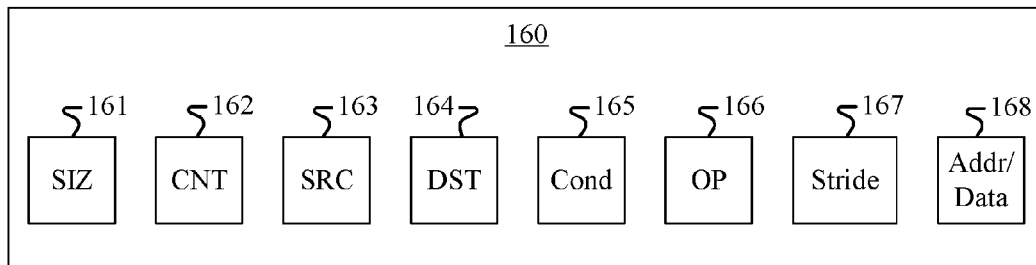 160
161 162 163 164 165 166 167 168
SIZ CNT SRC DST Cond OP Stride Addr/
Data